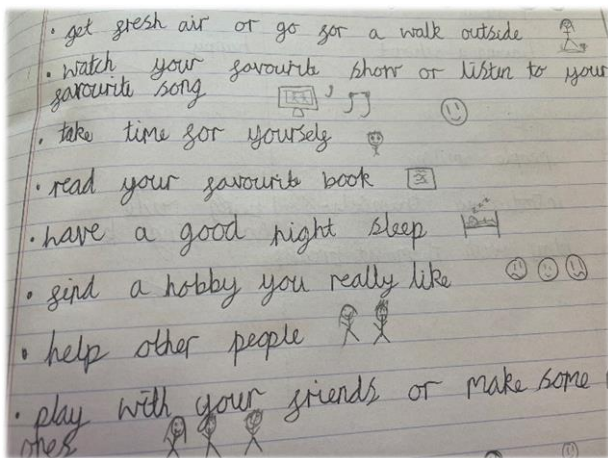 • get fresh air or go for a walk outside
• watch your favourite show or listen to your
favourite song
• take time for yourself
• read your favourite book
• have a good night sleep
• find a hobby you really like
• help other people
• play with your friends or make some
ones